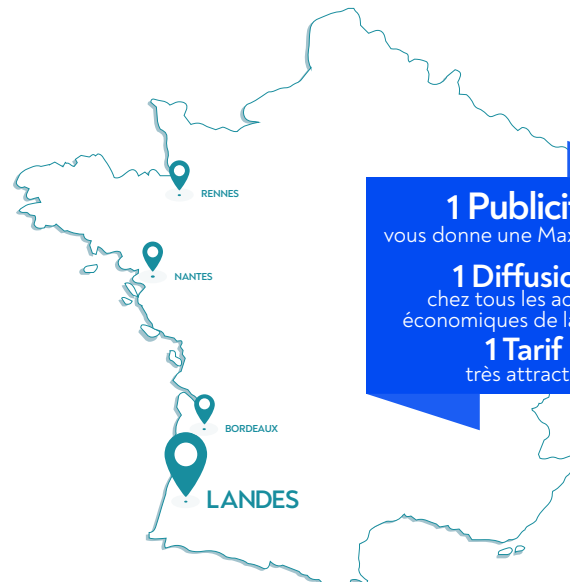 RENNES
NANTES
BORDEAUX
LANDES
1 Publici
vous donne une Max
1 Diffusio
chez tous les ac
économiques de la
1 Tarif
très attract